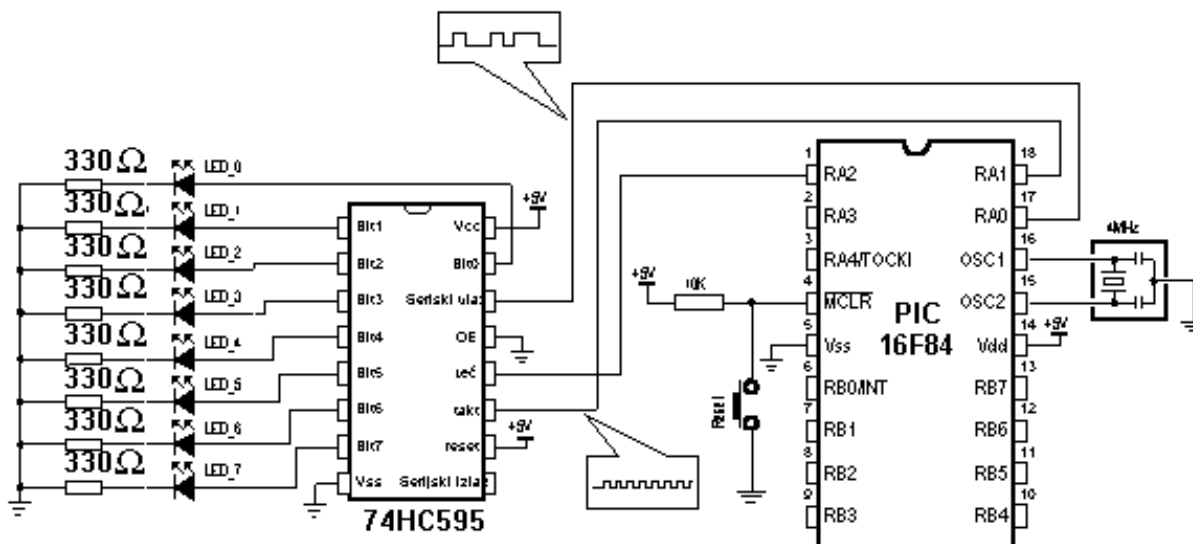 330Ω LED_0
330Ω LED_1
330Ω LED_2
330Ω LED_3
330Ω LED_4
330Ω LED_5
330Ω LED_6
330Ω LED_7
+5V
Bit1 Vcc
Bit2 Bit0
Bit3 Serijski ulaz
Bit4 OE
Bit5 Leč
Bit6 takt
Bit7 reset
+5V
Vss Serijski izlaz
74HC595
+5V
10K
Reset
1 RA2 RA1 18
2 RA3 RA0 17
3 RA4/TOCKI OSC1 16
4 MCLR OSC2 15
5 Vss Vdd 14
6 RB0/INT RB7 13
7 RB1 RB6 12
8 RB2 RB5 11
9 RB3 RB4 10
PIC
16F84
4MHz
+5V